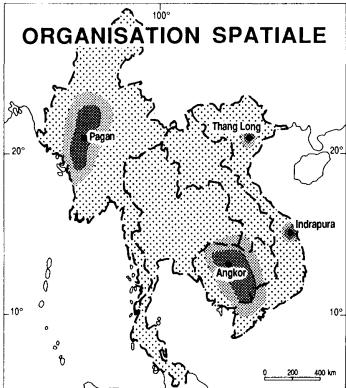 100°
ORGANISATION SPATIALE
Pagan
Thang Long
20°
20°
Indrapura
Angkor
10°
10°
0 200 400 km